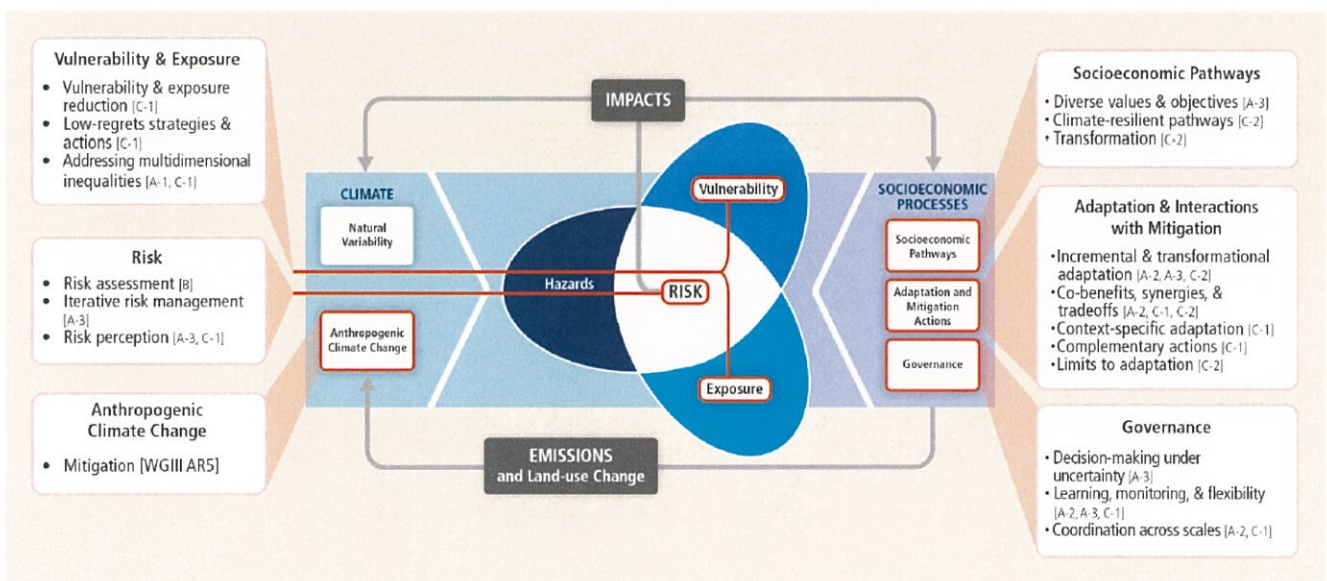 Vulnerability & Exposure
• Vulnerability & exposure
reduction [C-1]
• Low-regrets strategies &
actions [C-1]
• Addressing multidimensional
inequalities [A-1, C-1]
Risk
• Risk assessment [B]
• Iterative risk management
[A-3]
• Risk perception [A-3, C-1]
Anthropogenic
Climate Change
• Mitigation [WGIII AR5]
IMPACTS
CLIMATE
Natural
Variability
Anthropogenic
Climate Change
Hazards
Vulnerability
RISK
Exposure
EMISSIONS
and Land-use Change
SOCIOECONOMIC
PROCESSES
Socioeconomic
Pathways
Adaptation and
Mitigation
Actions
Governance
Socioeconomic Pathways
• Diverse values & objectives [A-3]
• Climate-resilient pathways [C-2]
• Transformation [C-2]
Adaptation & Interactions
with Mitigation
• Incremental & transformational
adaptation [A-2, A-3, C-2]
• Co-benefits, synergies, &
tradeoffs [A-2, C-1, C-2]
• Context-specific adaptation [C-1]
• Complementary actions [C-1]
• Limits to adaptation [C-2]
Governance
• Decision-making under
uncertainty [A-3]
• Learning, monitoring, & flexibility
[A-2, A-3, C-1]
• Coordination across scales [A-2, C-1]